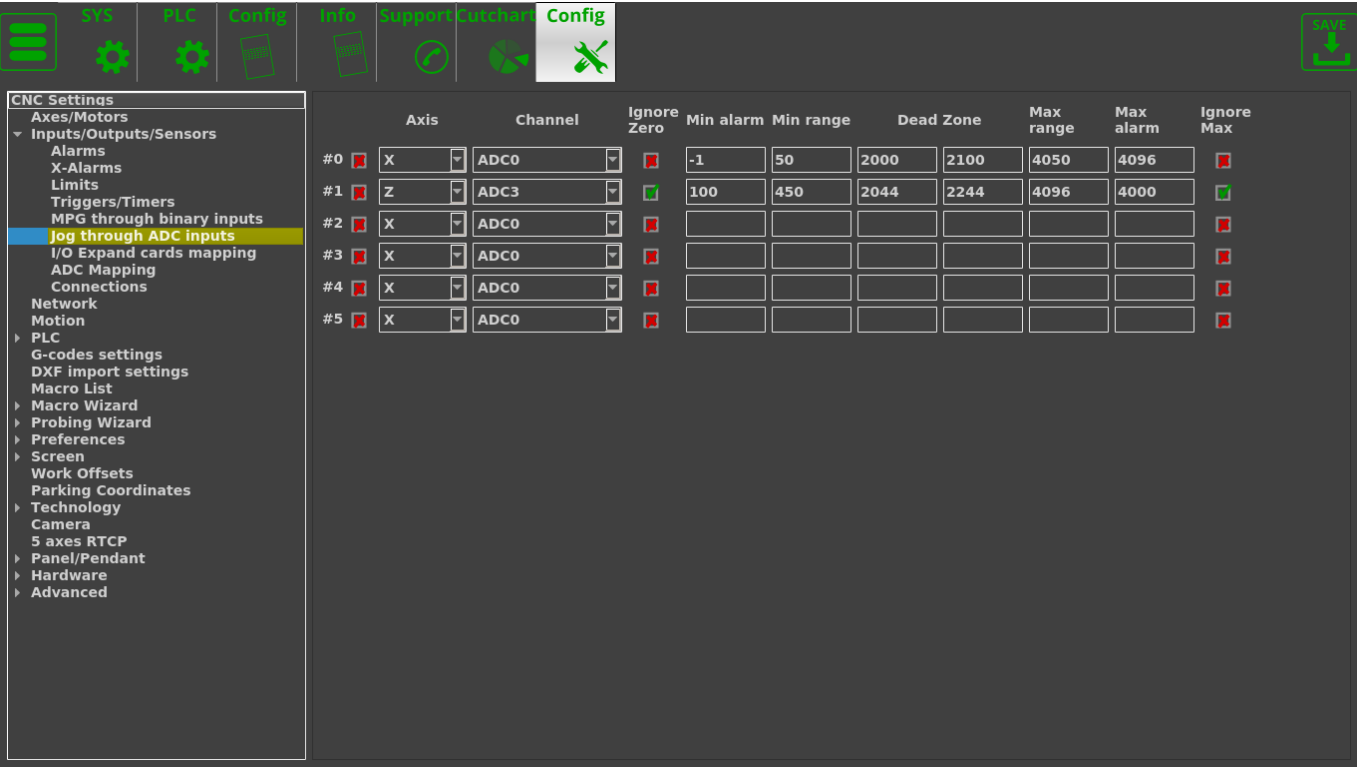 SYS PLC Config Info Support Cutchart Config SAVE
CNC Settings
Axes/Motors
Inputs/Outputs/Sensors
Alarms
X-Alarms
Limits
Triggers/Timers
MPG through binary inputs
Jog through ADC inputs
I/O Expand cards mapping
ADC Mapping
Connections
Network
Motion
PLC
G-codes settings
DXF import settings
Macro List
Macro Wizard
Probing Wizard
Preferences
Screen
Work Offsets
Parking Coordinates
Technology
Camera
5 axes RTCP
Panel/Pendant
Hardware
Advanced
Axis Channel Ignore Zero Min alarm Min range Dead Zone Max range Max alarm Ignore Max
#0 X ADC0 -1 50 2000 2100 4050 4096
#1 Z ADC3 100 450 2044 2244 4096 4000
#2 X ADC0
#3 X ADC0
#4 X ADC0
#5 X ADC0